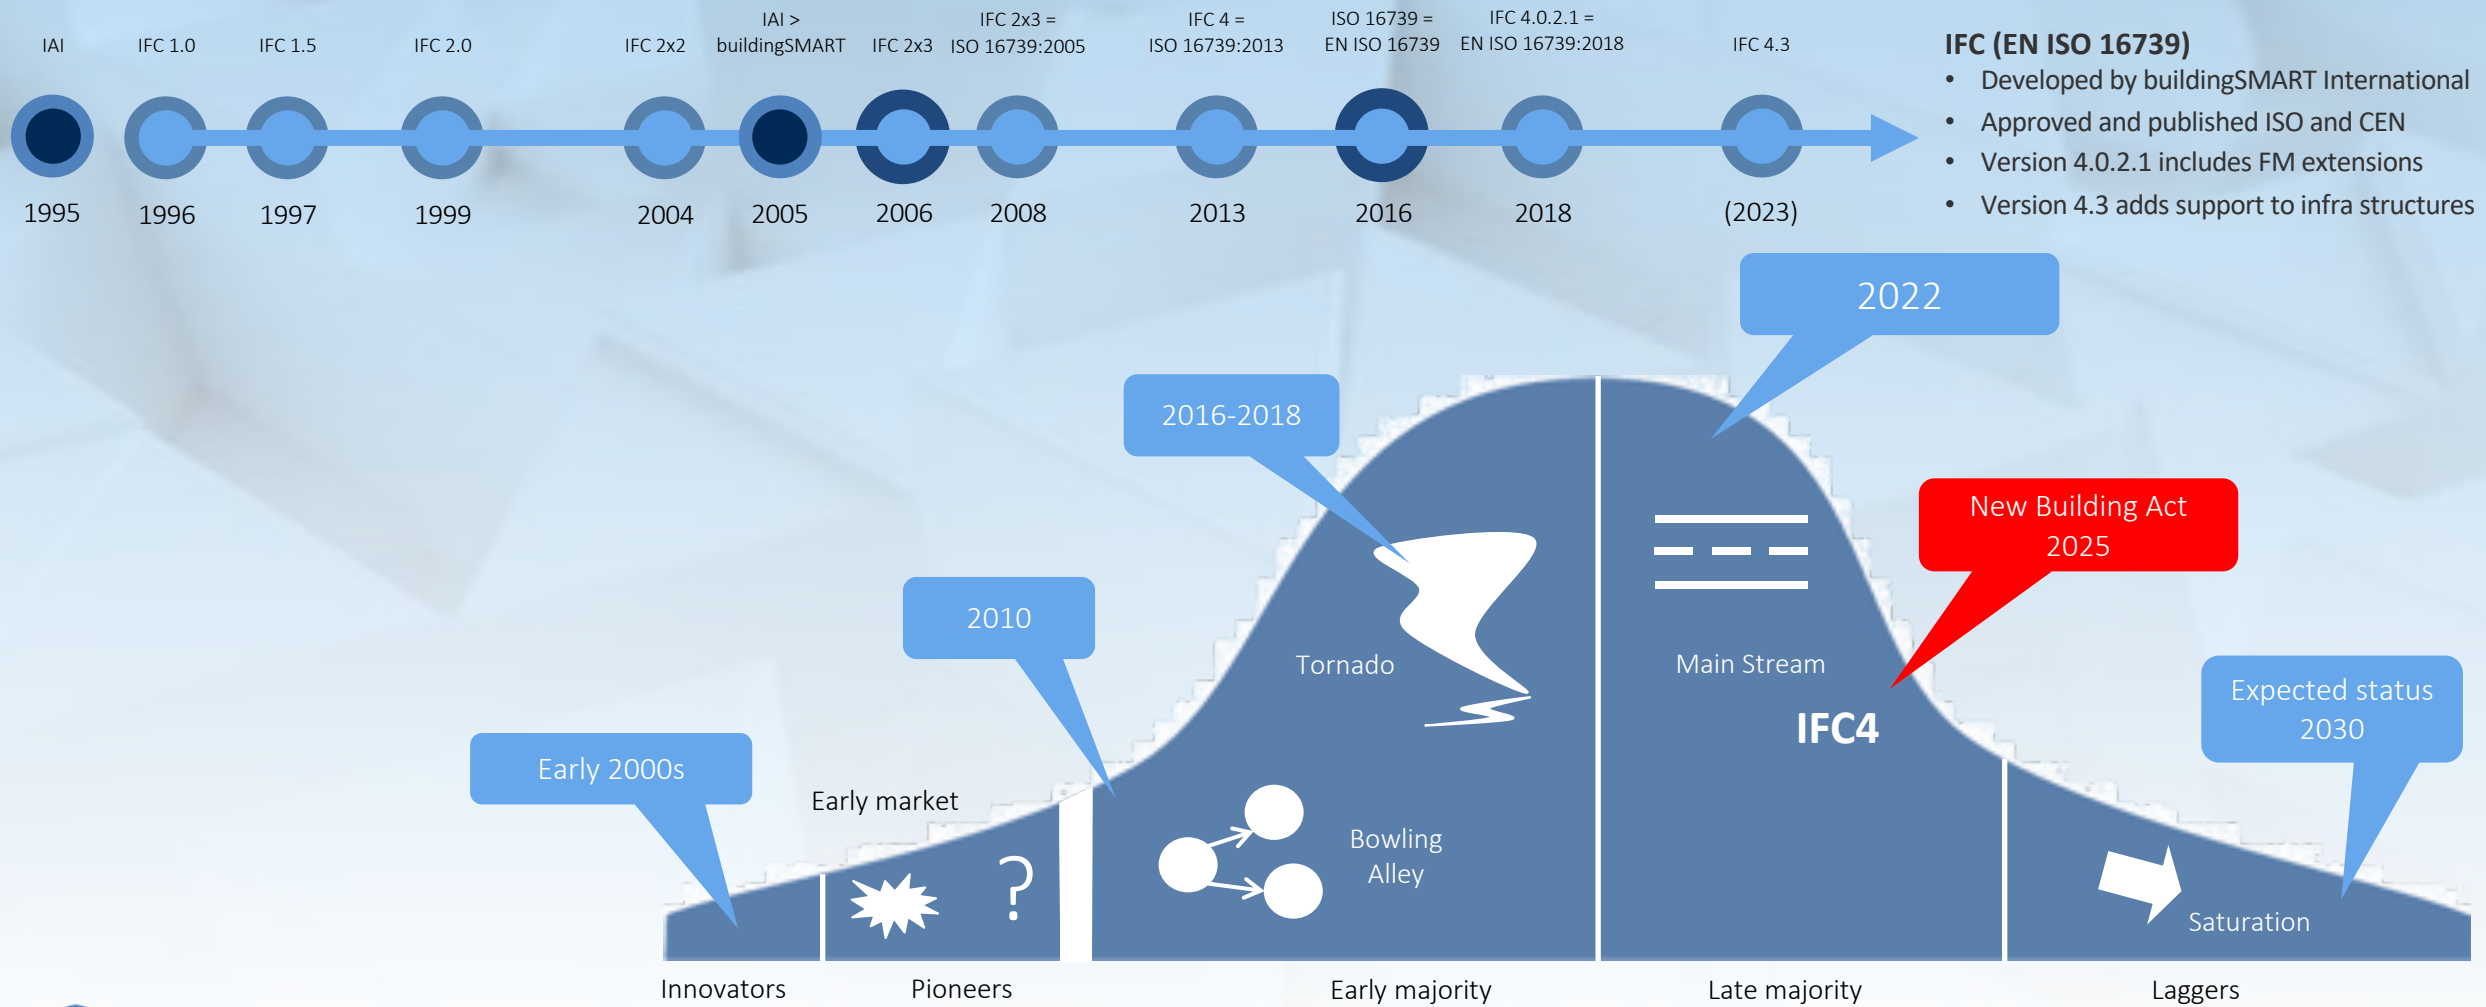 IAI
IFC 1.0
IFC 1.5
IFC 2.0
IFC 2x2
IAI >
buildingSMART
IFC 2x3
IFC 2x3 =
ISO 16739:2005
IFC 4 =
ISO 16739:2013
ISO 16739 =
EN ISO 16739
IFC 4.0.2.1 =
EN ISO 16739:2018
IFC 4.3
1995
1996
1997
1999
2004
2005
2006
2008
2013
2016
2018
(2023)
IFC (EN ISO 16739)
• Developed by buildingSMART International
• Approved and published ISO and CEN
• Version 4.0.2.1 includes FM extensions
• Version 4.3 adds support to infra structures
2022
2016-2018
New Building Act
2025
2010
Tornado
Main Stream
IFC4
Expected status
2030
Early 2000s
Early market
?
Bowling
Alley
Saturation
Innovators
Pioneers
Early majority
Late majority
Laggers